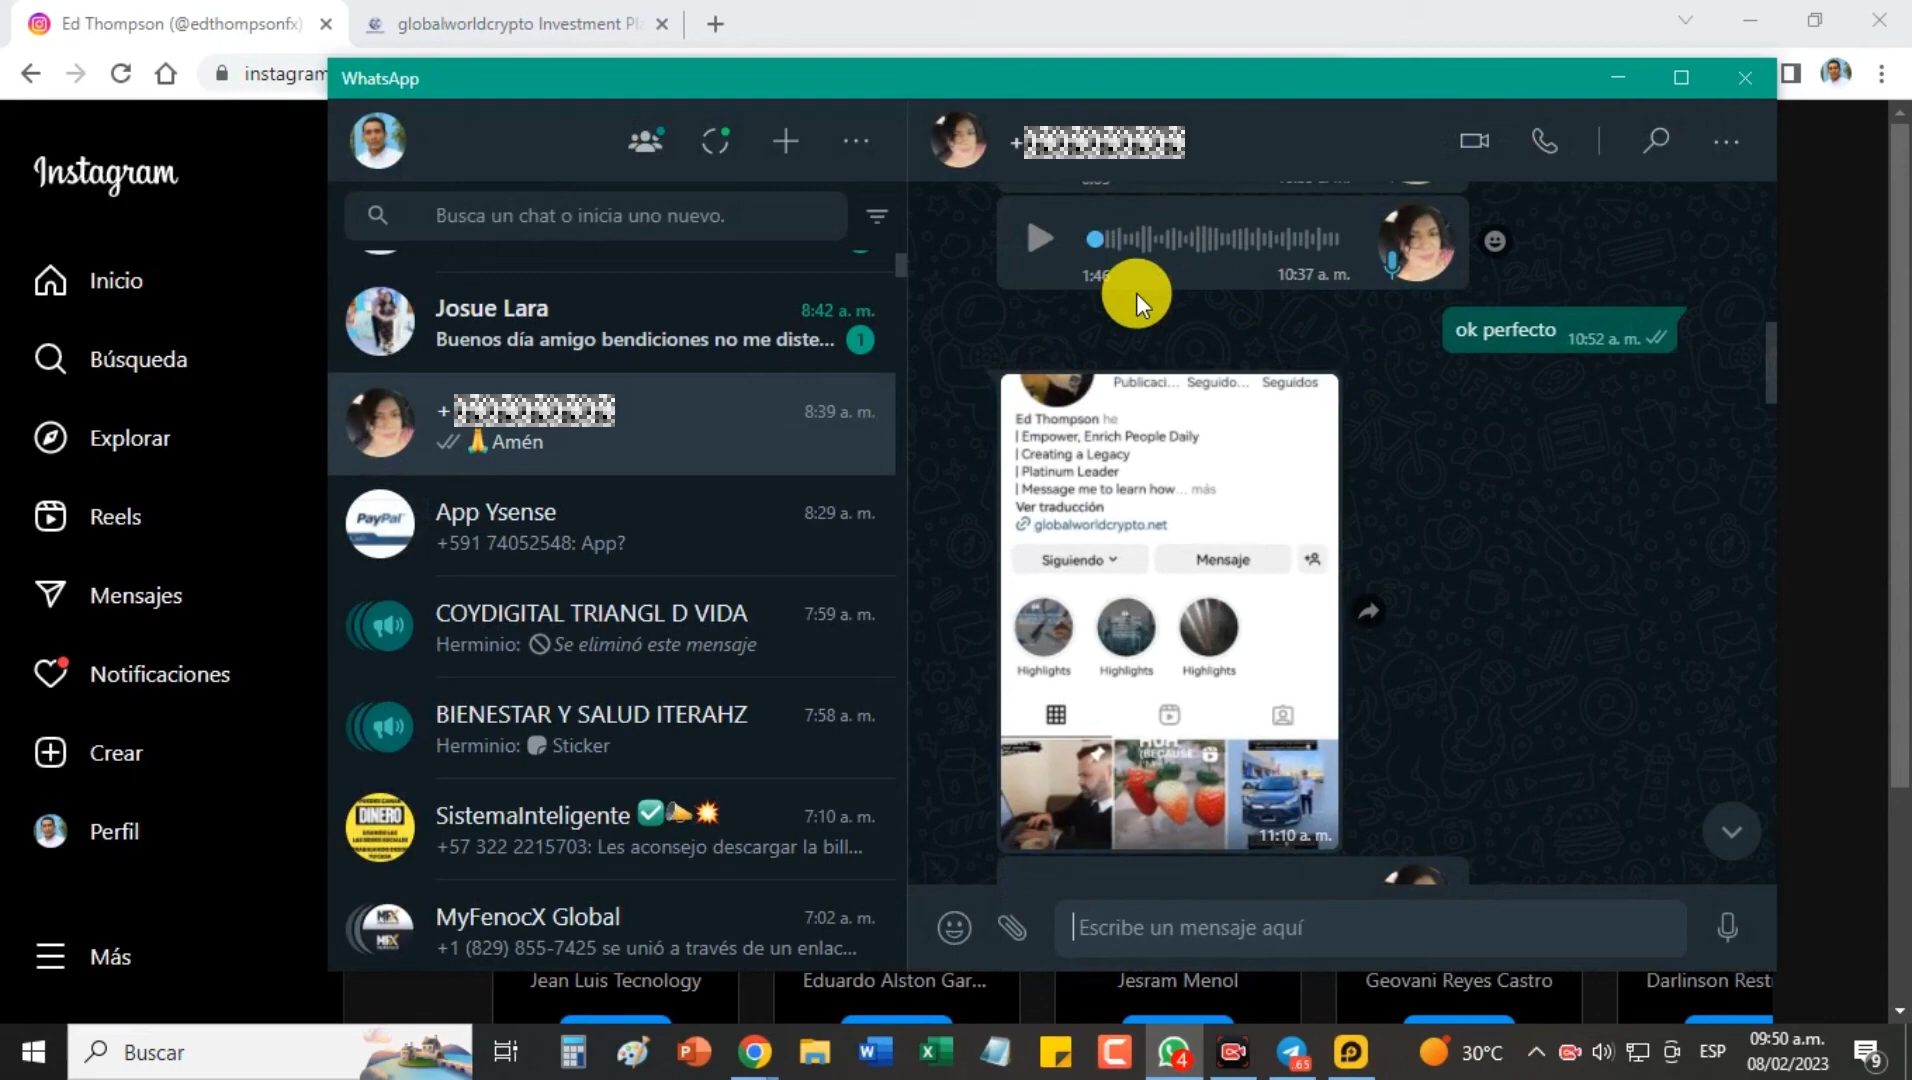 Ed Thompson (@edthompsonfx)
globalworldcrypto Investment Pl
instagram
WhatsApp
Instagram
Inicio
Búsqueda
Explorar
Reels
Mensajes
Notificaciones
Crear
Perfil
Más
Busca un chat o inicia uno nuevo.
Josue Lara 8:42 a. m.
Buenos día amigo bendiciones no me diste... 1
+ 8:39 a. m.
Amén
PayPal
App Ysense 8:29 a. m.
+591 74052548: App?
COYDIGITAL TRIANGL D VIDA 7:59 a. m.
Herminio: Se eliminó este mensaje
BIENESTAR Y SALUD ITERAHZ 7:58 a. m.
Herminio: Sticker
DINERO
SistemaInteligente 7:10 a. m.
+57 322 2215703: Les aconsejo descargar la bill...
MFX
MFX
MyFenocX Global 7:02 a. m.
+1 (829) 855-7425 se unió a través de un enlac...
+
1:46 10:37 a. m.
ok perfecto 10:52 a. m.
Publicaci... Seguido... Seguidos
Ed Thompson he
| Empower, Enrich People Daily
| Creating a Legacy
| Platinum Leader
| Message me to learn how... más
Ver traducción
globalworldcrypto.net
Siguiendo Mensaje
Highlights Highlights Highlights
(BECAUSE
11:10 a. m.
Escribe un mensaje aquí
Jean Luis Tecnology Eduardo Alston Gar... Jesram Menol Geovani Reyes Castro Darlinson Rest
Buscar
4
65
30°C
ESP
09:50 a.m.
08/02/2023
9